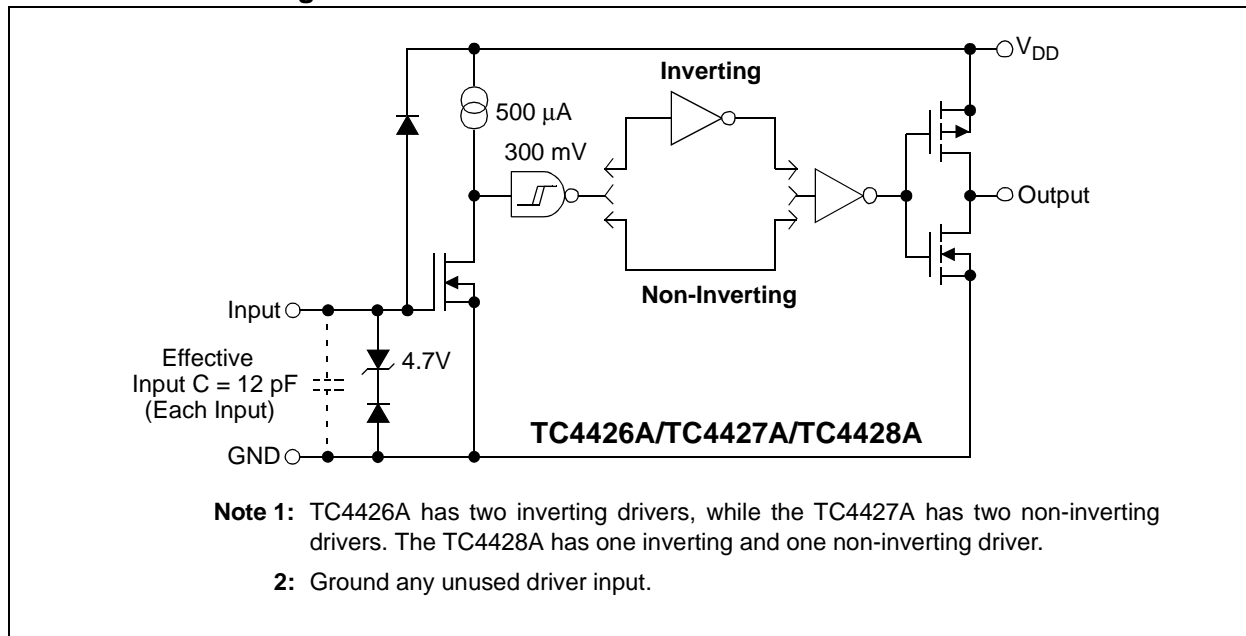 V_DD
Inverting
500 μA
300 mV
Output
Non-Inverting
Input
Effective
Input C = 12 pF
(Each Input)
4.7V
TC4426A/TC4427A/TC4428A
GND
Note 1: TC4426A has two inverting drivers, while the TC4427A has two non-inverting
drivers. The TC4428A has one inverting and one non-inverting driver.
2: Ground any unused driver input.